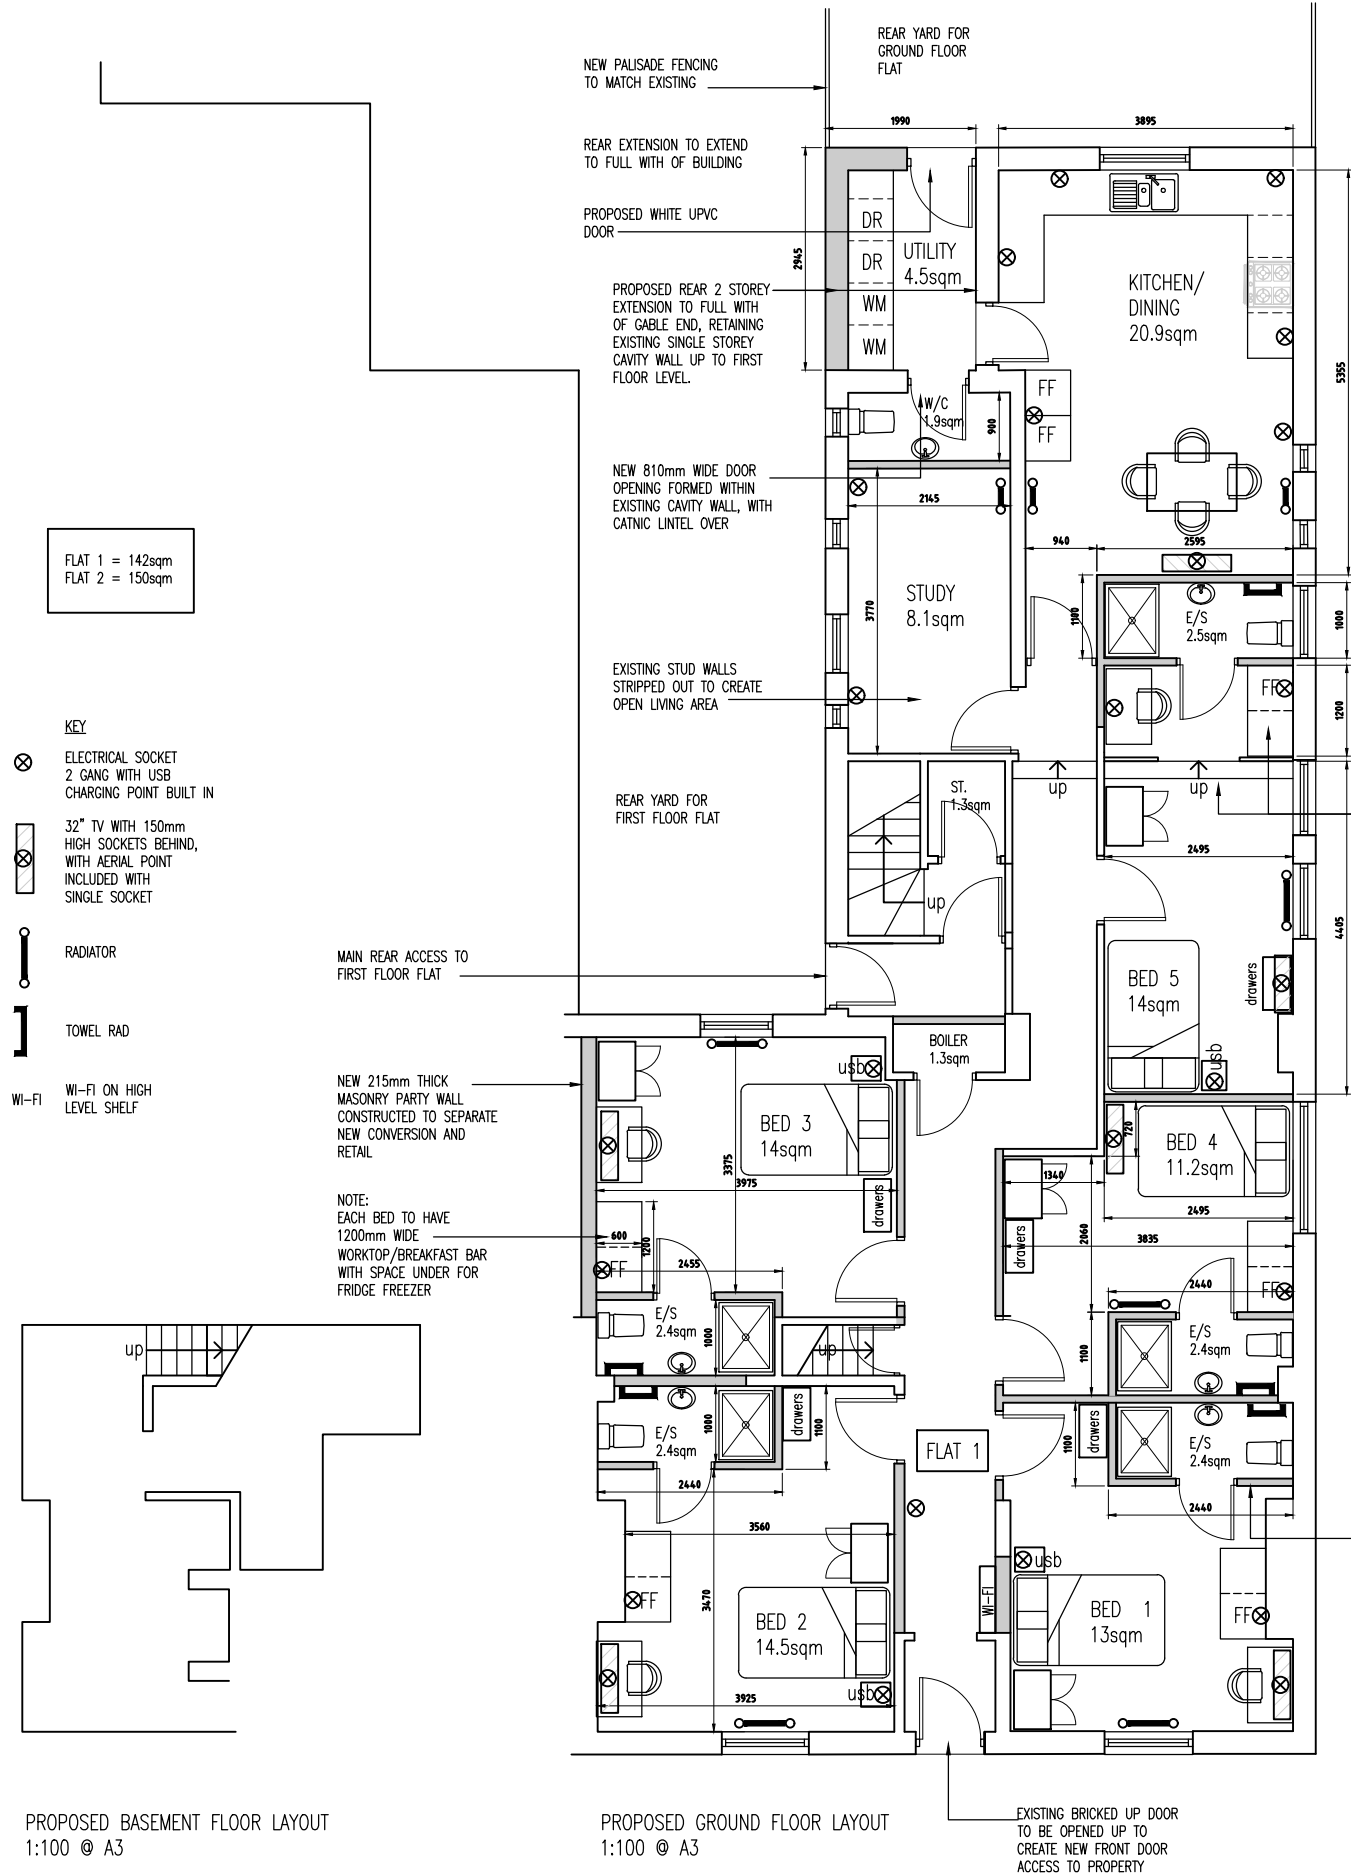 REAR YARD FOR
GROUND FLOOR
FLAT
NEW PALISADE FENCING
TO MATCH EXISTING
1990
3895
REAR EXTENSION TO EXTEND
TO FULL WITH OF BUILDING
PROPOSED WHITE UPVC
DOOR
2945
DR
DR
WM
WM
UTILITY
4.5sqm
KITCHEN/
DINING
20.9sqm
5355
PROPOSED REAR 2 STOREY
EXTENSION TO FULL WITH
OF GABLE END, RETAINING
EXISTING SINGLE STOREY
CAVITY WALL UP TO FIRST
FLOOR LEVEL.
FF
FF
W/C
1.9sqm
900
NEW 810mm WIDE DOOR
OPENING FORMED WITHIN
EXISTING CAVITY WALL, WITH
CATNIC LINTEL OVER
2145
940
2595
FLAT 1 = 142sqm
FLAT 2 = 150sqm
STUDY
8.1sqm
3770
1100
E/S
2.5sqm
1000
EXISTING STUD WALLS
STRIPPED OUT TO CREATE
OPEN LIVING AREA
FF
1200
KEY
ELECTRICAL SOCKET
2 GANG WITH USB
CHARGING POINT BUILT IN
32" TV WITH 150mm
HIGH SOCKETS BEHIND,
WITH AERIAL POINT
INCLUDED WITH
SINGLE SOCKET
RADIATOR
TOWEL RAD
WI-FI
WI-FI ON HIGH
LEVEL SHELF
REAR YARD FOR
FIRST FLOOR FLAT
ST.
1.3sqm
up
up
up
2495
4405
MAIN REAR ACCESS TO
FIRST FLOOR FLAT
BED 5
14sqm
drawers
usb
BOILER
1.3sqm
NEW 215mm THICK
MASONRY PARTY WALL
CONSTRUCTED TO SEPARATE
NEW CONVERSION AND
RETAIL
usb
BED 3
14sqm
3375
3975
drawers
720
BED 4
11.2sqm
1340
2495
2060
3835
drawers
NOTE:
EACH BED TO HAVE
1200mm WIDE
WORKTOP/BREAKFAST BAR
WITH SPACE UNDER FOR
FRIDGE FREEZER
600
1200
FF
2455
2440
FF
E/S
2.4sqm
1000
up
1100
E/S
2.4sqm
up
E/S
2.4sqm
1000
drawers
1100
FLAT 1
1100
drawers
E/S
2.4sqm
2440
2440
3560
3470
FF
BED 2
14.5sqm
usb
3925
WI-FI
usb
BED 1
13sqm
FF
PROPOSED BASEMENT FLOOR LAYOUT
1:100 @ A3
PROPOSED GROUND FLOOR LAYOUT
1:100 @ A3
EXISTING BRICKED UP DOOR
TO BE OPENED UP TO
CREATE NEW FRONT DOOR
ACCESS TO PROPERTY